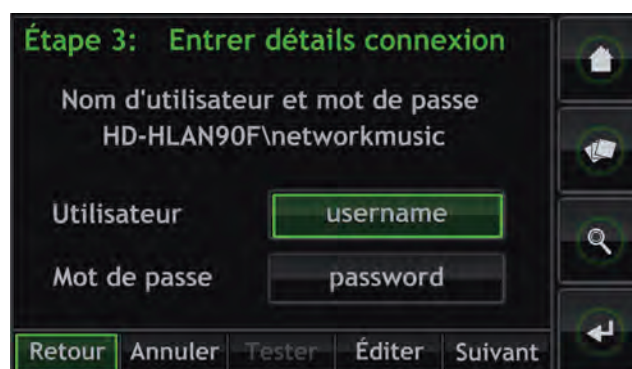 Étape 3: Entrer détails connexion
Nom d'utilisateur et mot de passe
HD-HLAN90F\networkmusic
Utilisateur username
Mot de passe password
Retour Annuler Tester Éditer Suivant